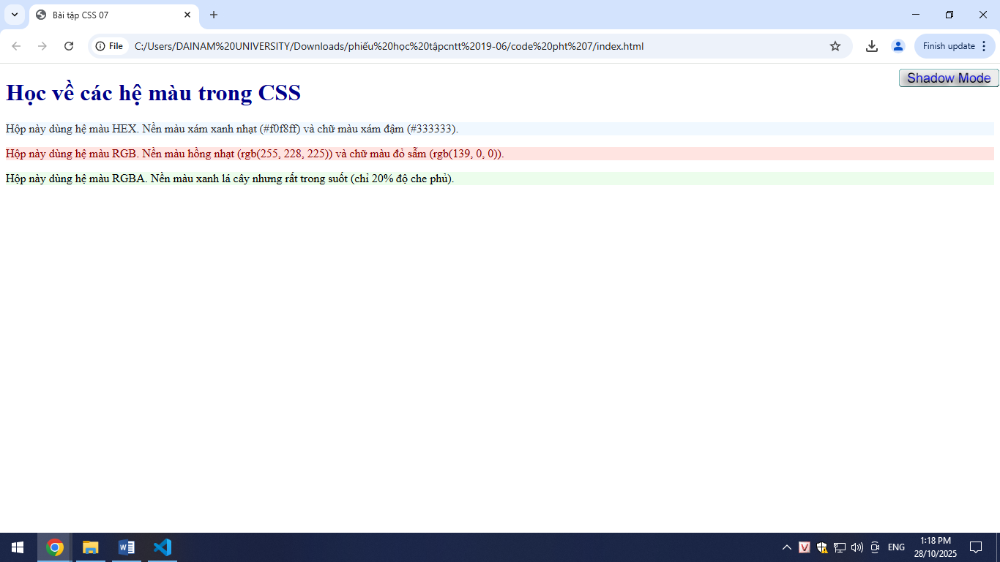 Bài tập CSS 07
File
C:/Users/DAINAM%20UNIVERSITY/Downloads/phiếu%20học%20tậpcntt%2019-06/code%20pht%207/index.html
Finish update
Shadow Mode
Học về các hệ màu trong CSS
Hộp này dùng hệ màu HEX. Nền màu xám xanh nhạt (#f0f8ff) và chữ màu xám đậm (#333333).
Hộp này dùng hệ màu RGB. Nền màu hồng nhạt (rgb(255, 228, 225)) và chữ màu đỏ sẫm (rgb(139, 0, 0)).
Hộp này dùng hệ màu RGBA. Nền màu xanh lá cây nhưng rất trong suốt (chỉ 20% độ che phủ).
ENG
1:18 PM
28/10/2025